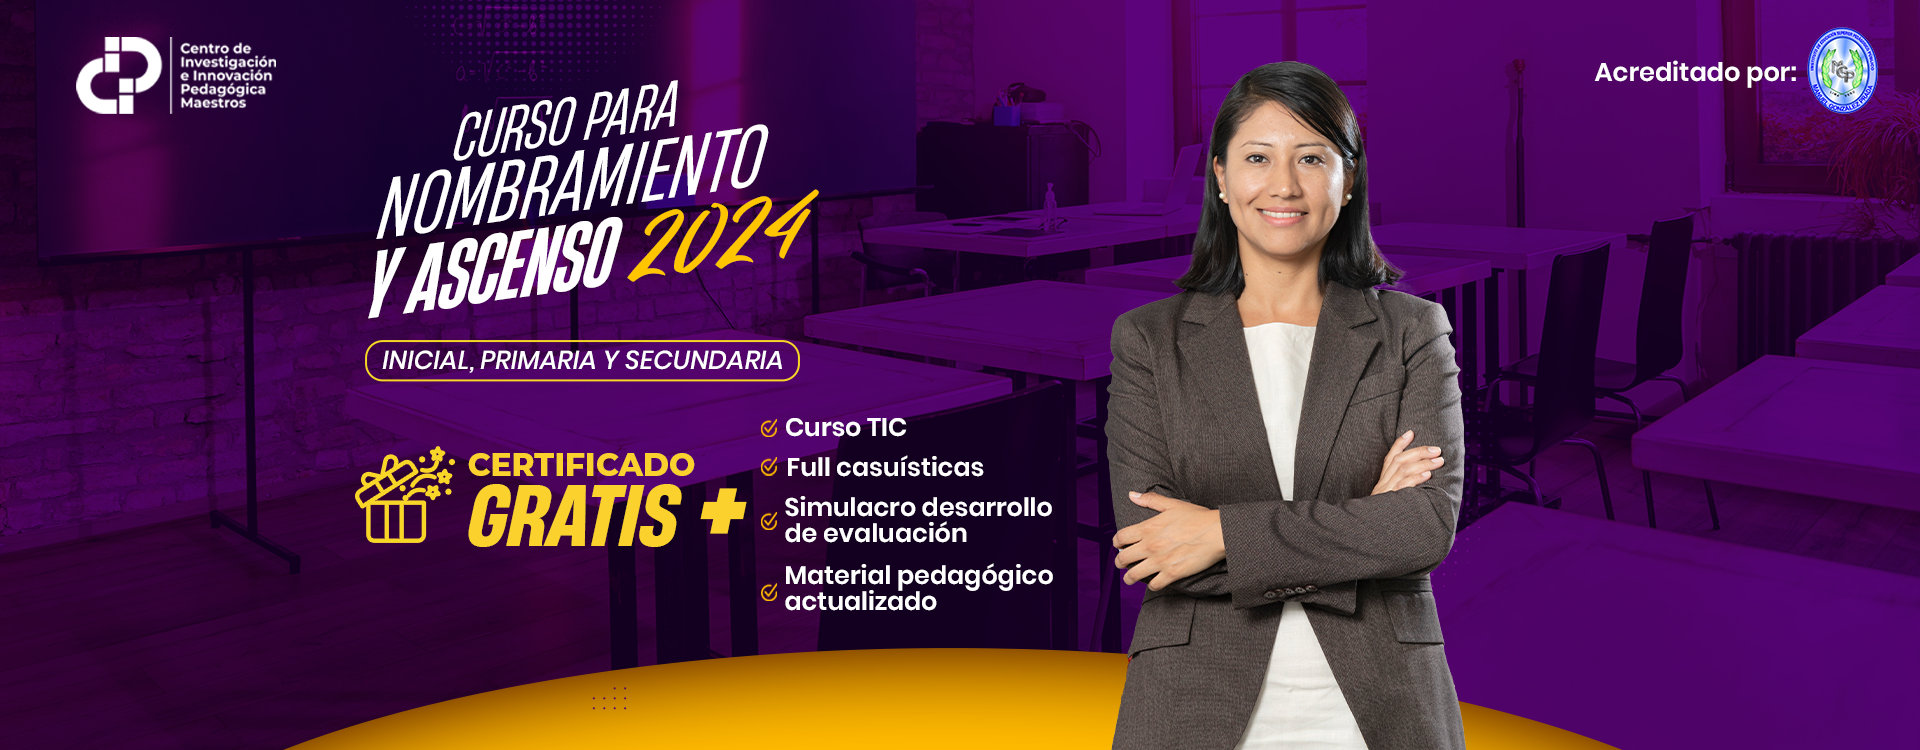 Centro de
Investigación
e Innovación
Pedagógica
Maestros
Acreditado por:
MGP
MANUEL GONZALEZ PRADA
CURSO PARA
NOMBRAMIENTO
Y ASCENSO 2024
INICIAL, PRIMARIA Y SECUNDARIA
CERTIFICADO
GRATIS +
Curso TIC
Full casuísticas
Simulacro desarrollo
de evaluación
Material pedagógico
actualizado